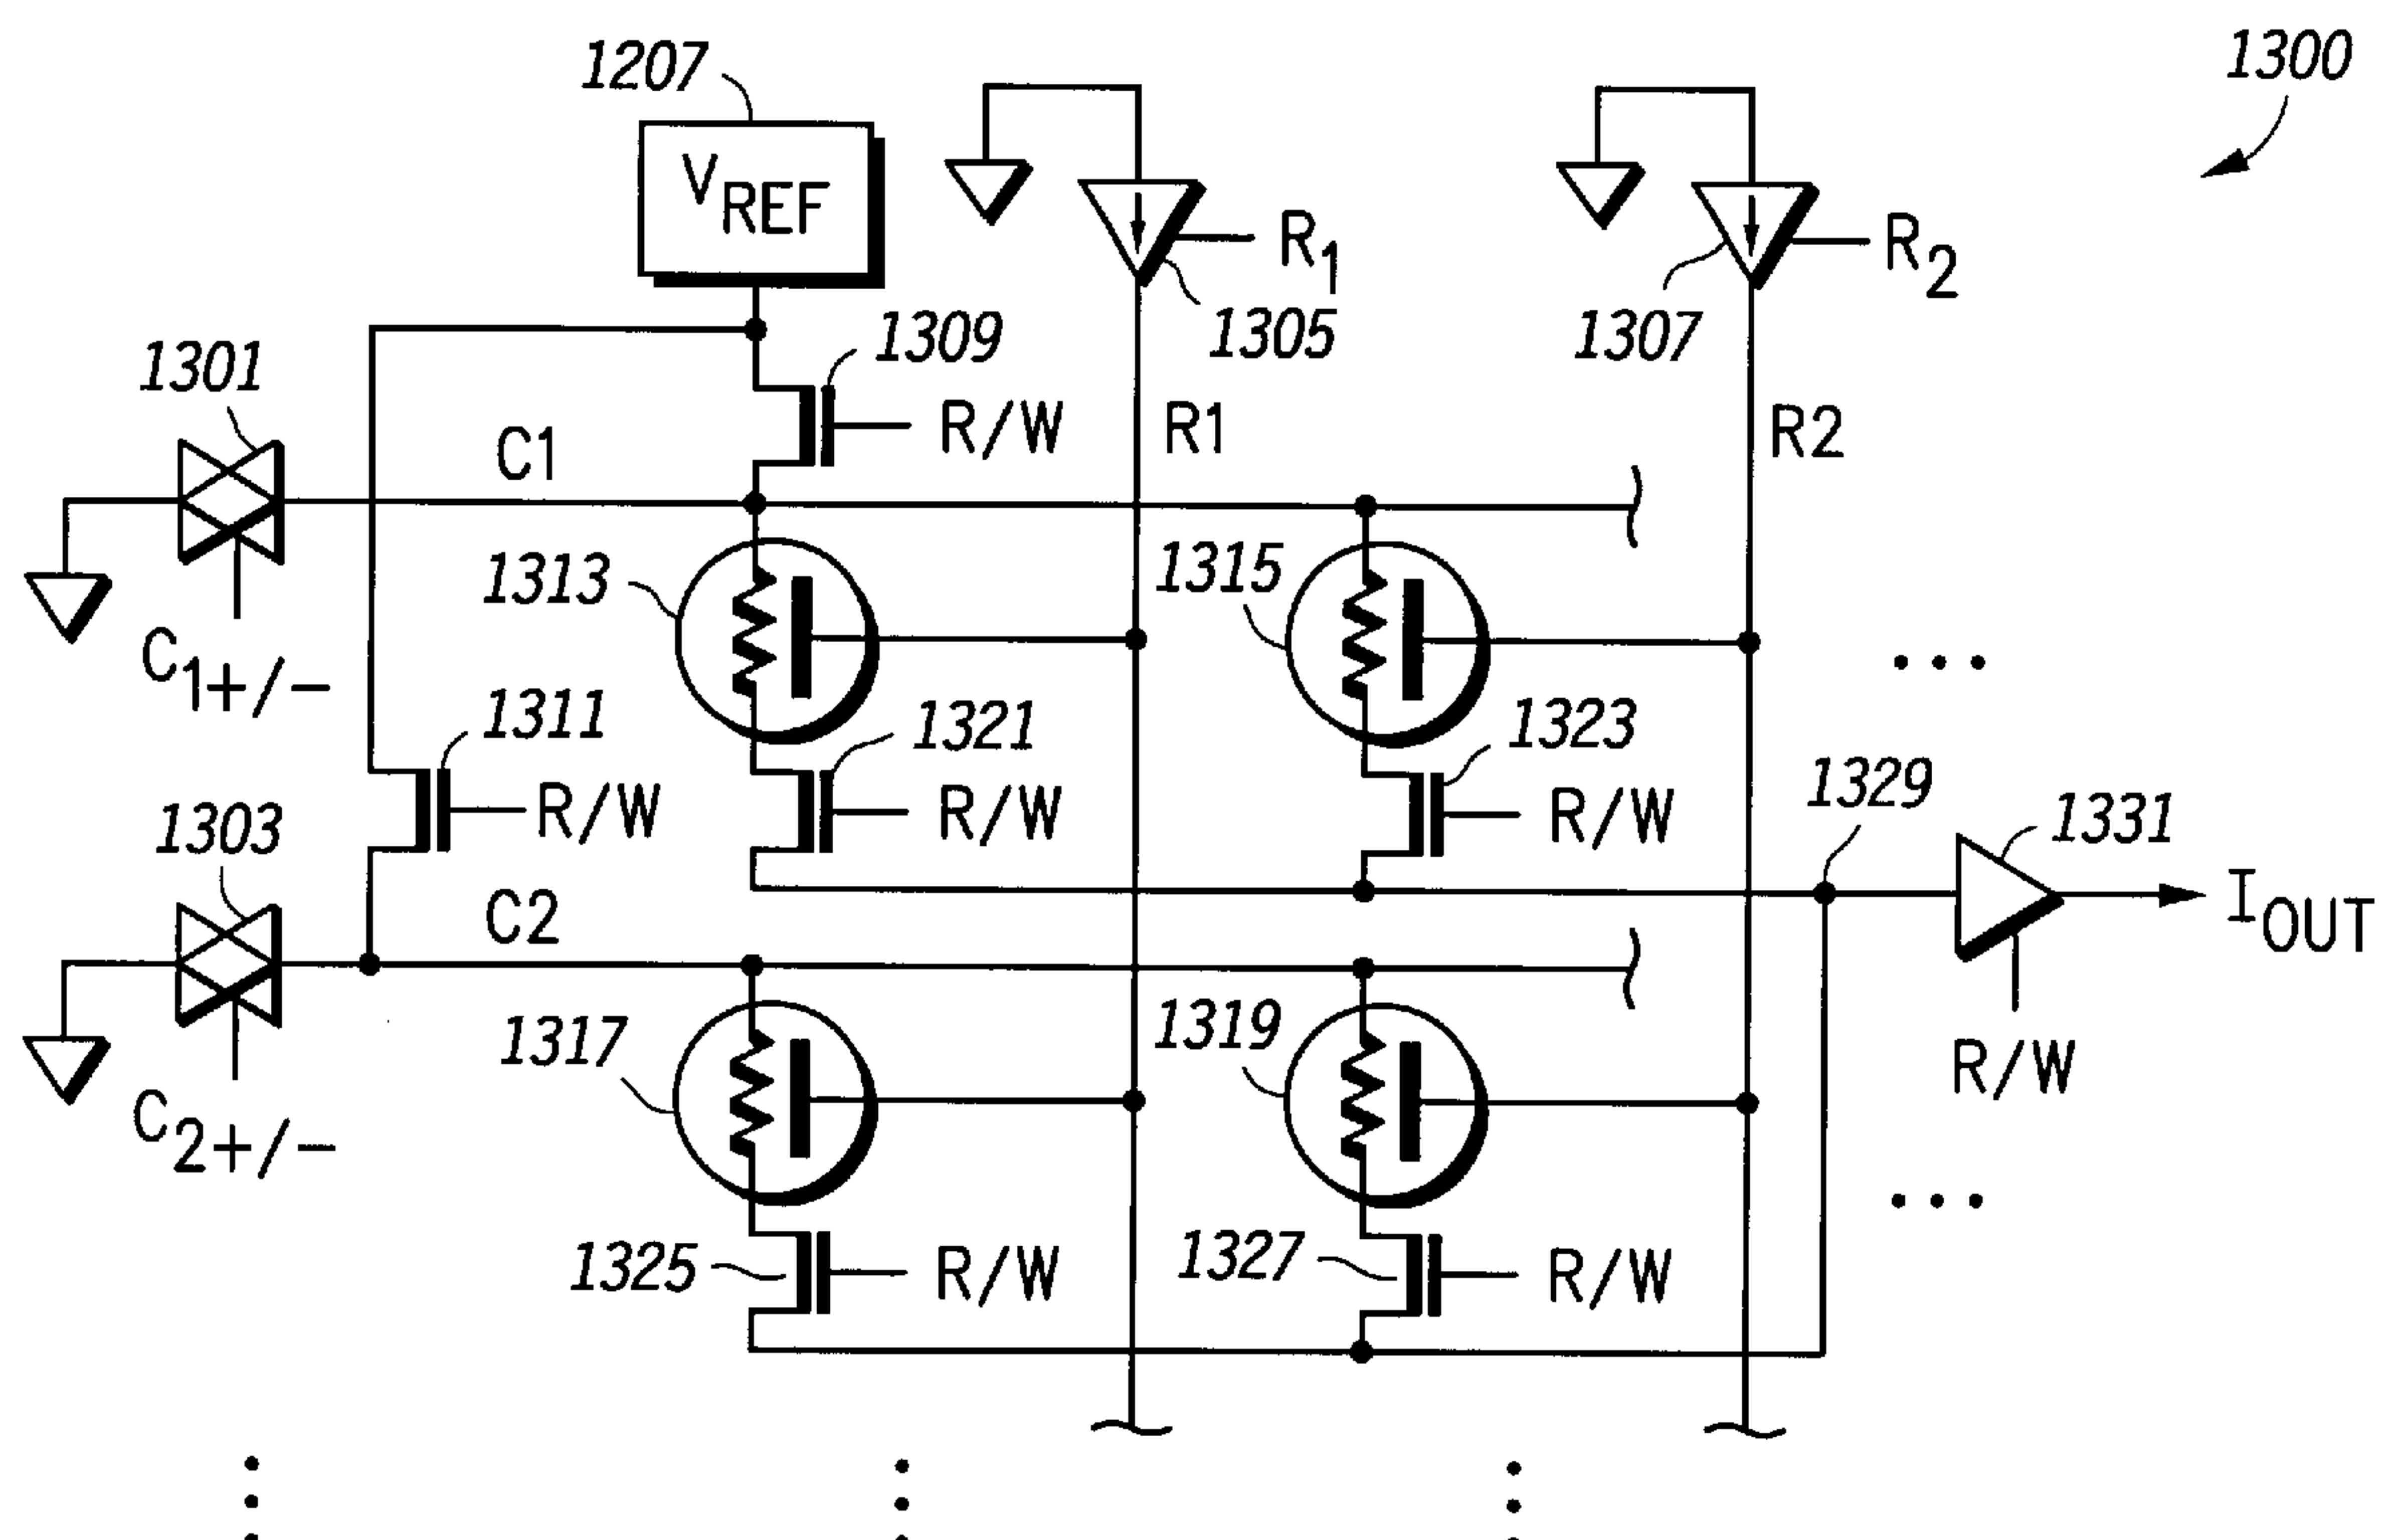 1207
1300
VREF
R1
R2
1305
1307
1309
1301
R/W
R1
R2
C1
1313
1315
C1+/-
1311
1321
1323
R/W
R/W
R/W
1329
1331
1303
IOUT
C2
R/W
1317
1319
C2+/-
1325
R/W
1327
R/W